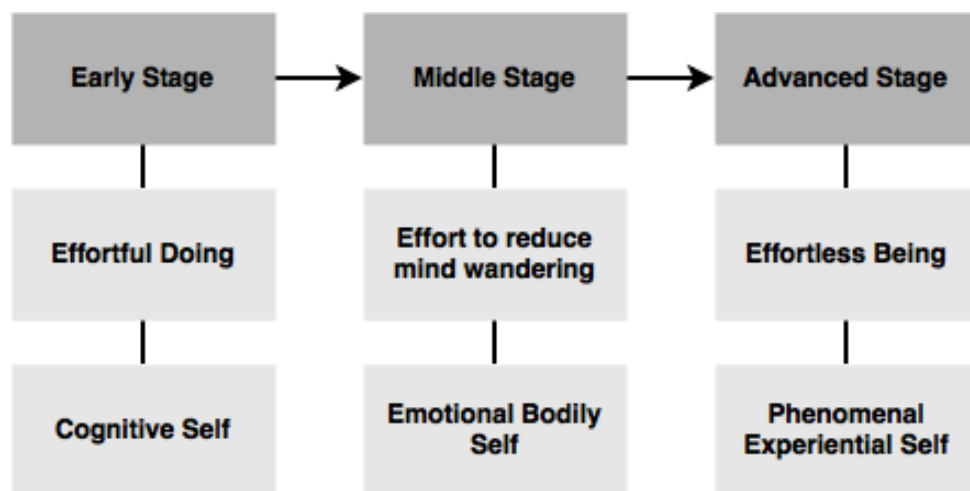 Early Stage
Middle Stage
Advanced Stage
Effortful Doing
Effort to reduce
mind wandering
Effortless Being
Cognitive Self
Emotional Bodily
Self
Phenomenal
Experiential Self